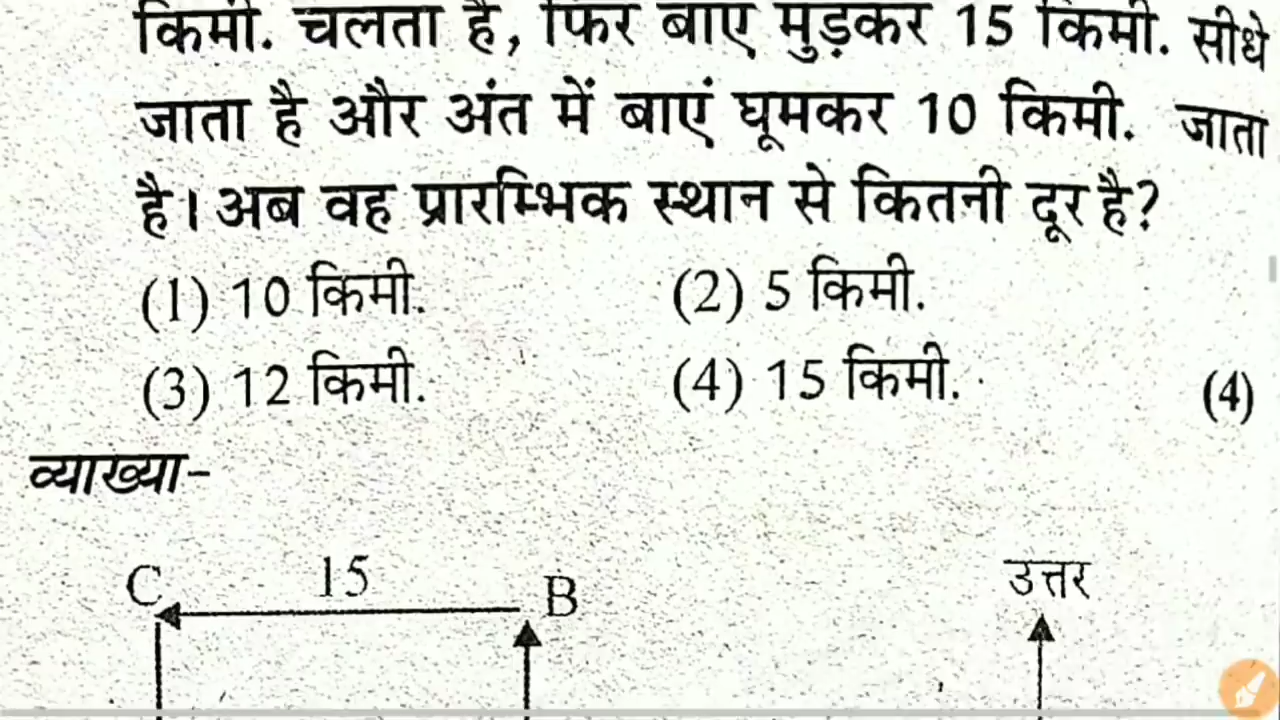 किमी. चलता है, फिर बाएं मुड़कर 15 किमी. सीधे
जाता है और अंत में बाएं घूमकर 10 किमी. जाता
है। अब वह प्रारम्भिक स्थान से कितनी दूर है?
(1) 10 किमी. (2) 5 किमी.
(3) 12 किमी. (4) 15 किमी. (4)
व्याख्या-
C 15 B उत्तर